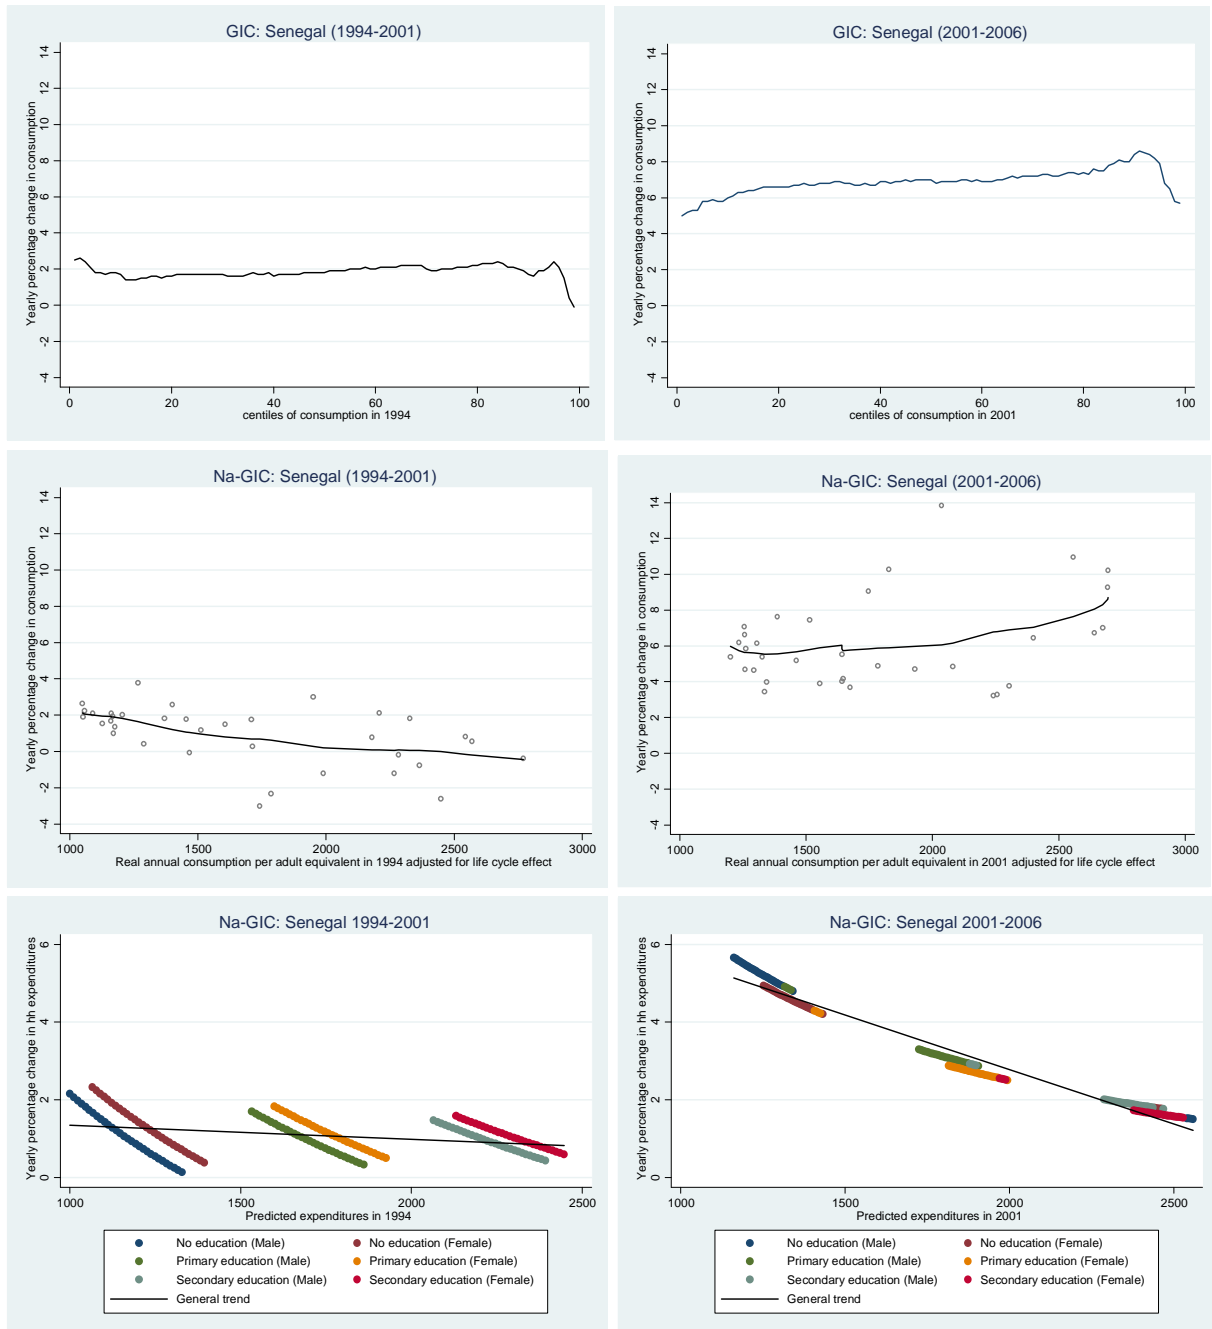 GIC: Senegal (1994-2001)
Yearly percentage change in consumption
14
12
10
8
6
4
2
0
-2
-4
0 20 40 60 80 100
centiles of consumption in 1994
GIC: Senegal (2001-2006)
Yearly percentage change in consumption
14
12
10
8
6
4
2
0
-2
-4
0 20 40 60 80 100
centiles of consumption in 2001
Na-GIC: Senegal (1994-2001)
Yearly percentage change in consumption
14
12
10
8
6
4
2
0
-2
-4
1000 1500 2000 2500 3000
Real annual consumption per adult equivalent in 1994 adjusted for life cycle effect
Na-GIC: Senegal (2001-2006)
Yearly percentage change in consumption
14
12
10
8
6
4
2
0
-2
-4
1000 1500 2000 2500 3000
Real annual consumption per adult equivalent in 2001 adjusted for life cycle effect
Na-GIC: Senegal 1994-2001
Yearly percentage change in hh expenditures
6
4
2
0
1000 1500 2000 2500
Predicted expenditures in 1994
No education (Male) No education (Female)
Primary education (Male) Primary education (Female)
Secondary education (Male) Secondary education (Female)
General trend
Na-GIC: Senegal 2001-2006
Yearly percentage change in hh expenditures
6
4
2
0
1000 1500 2000 2500
Predicted expenditures in 2001
No education (Male) No education (Female)
Primary education (Male) Primary education (Female)
Secondary education (Male) Secondary education (Female)
General trend